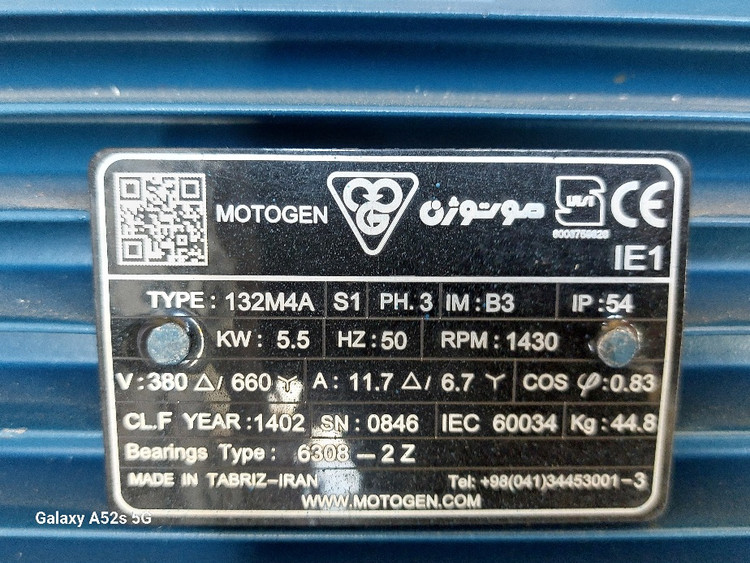 MOTOGEN موتوژن CE
IE1
TYPE : 132M4A S1 PH. 3 IM : B3 IP : 54
KW : 5.5 HZ : 50 RPM : 1430
V : 380 △ / 660 Y A : 11.7 △ / 6.7 Y COS φ : 0.83
CL.F YEAR : 1402 SN : 0846 IEC 60034 Kg : 44.8
Bearings Type : 6308 – 2 Z
MADE IN TABRIZ–IRAN Tel: +98(041)34453001–3
WWW.MOTOGEN.COM
Galaxy A52s 5G